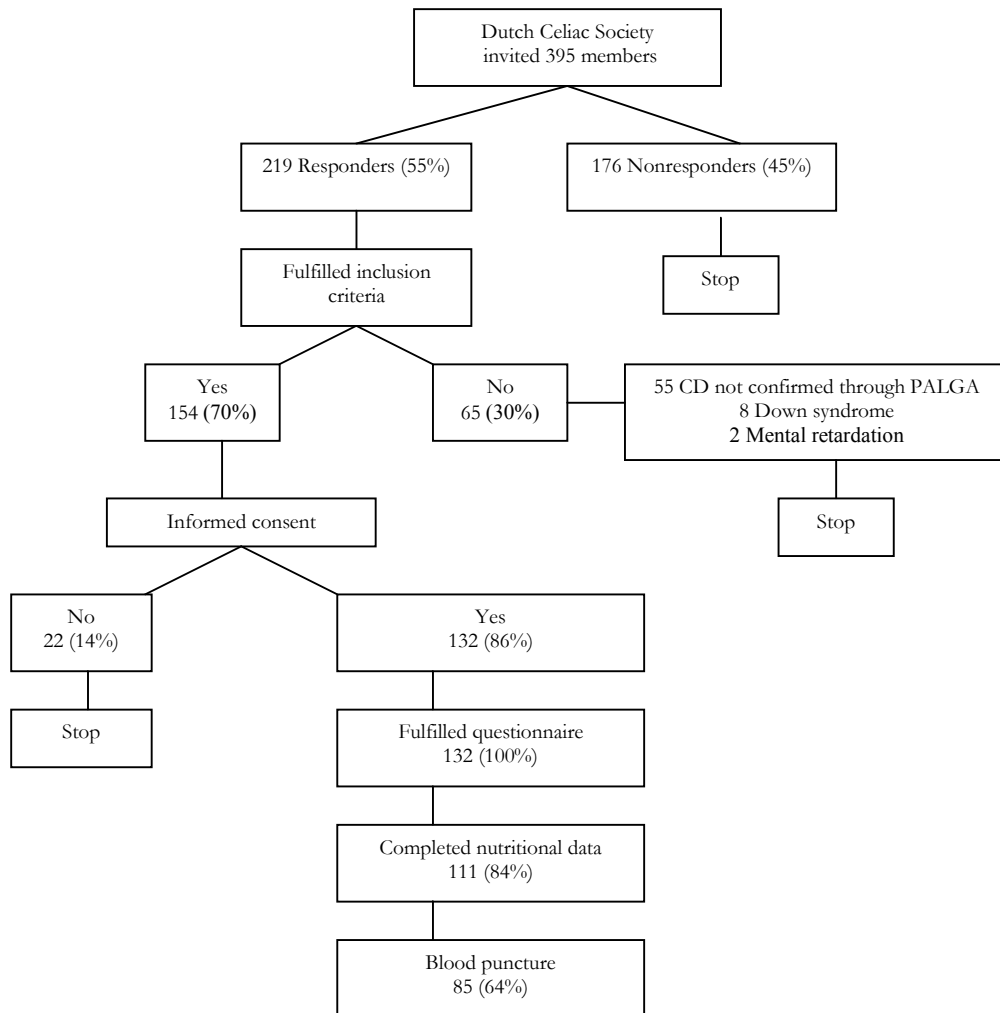 Dutch Celiac Society
invited 395 members
219 Responders (55%)
176 Nonresponders (45%)
Fulfilled inclusion
criteria
Stop
Yes
154 (70%)
No
65 (30%)
55 CD not confirmed through PALGA
8 Down syndrome
2 Mental retardation
Stop
Informed consent
No
22 (14%)
Yes
132 (86%)
Stop
Fulfilled questionnaire
132 (100%)
Completed nutritional data
111 (84%)
Blood puncture
85 (64%)